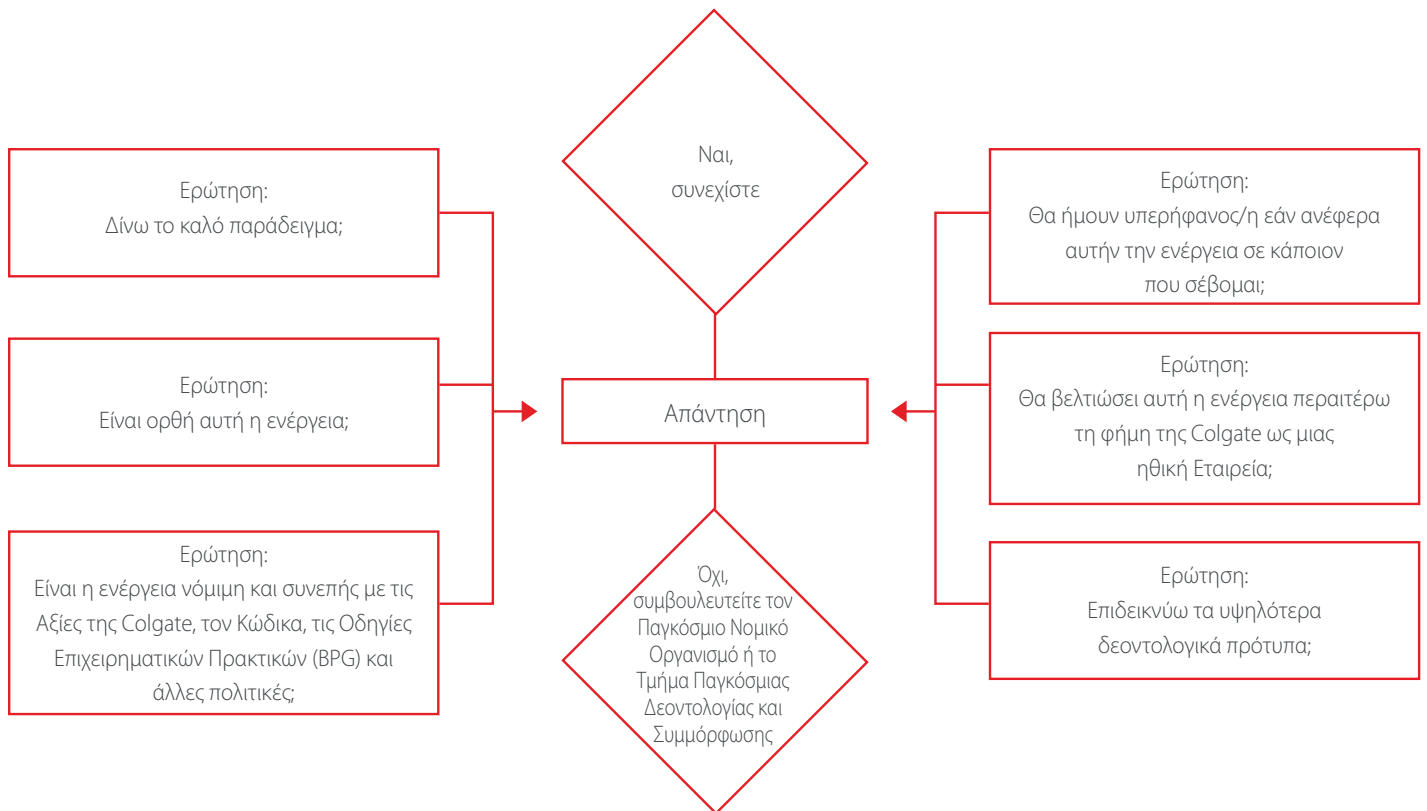 Ερώτηση:
Δίνω το καλό παράδειγμα;
Ερώτηση:
Είναι ορθή αυτή η ενέργεια;
Ερώτηση:
Είναι η ενέργεια νόμιμη και συνεπής με τις
Αξίες της Colgate, τον Κώδικα, τις Οδηγίες
Επιχειρηματικών Πρακτικών (BPG) και
άλλες πολιτικές;
Ναι,
συνεχίστε
Απάντηση
Όχι,
συμβουλευτείτε τον
Παγκόσμιο Νομικό
Οργανισμό ή το
Τμήμα Παγκόσμιας
Δεοντολογίας και
Συμμόρφωσης
Ερώτηση:
Θα ήμουν υπερήφανος/η εάν ανέφερα
αυτήν την ενέργεια σε κάποιον
που σέβομαι;
Ερώτηση:
Θα βελτιώσει αυτή η ενέργεια περαιτέρω
τη φήμη της Colgate ως μιας
ηθική Εταιρεία;
Ερώτηση:
Επιδεικνύω τα υψηλότερα
δεοντολογικά πρότυπα;